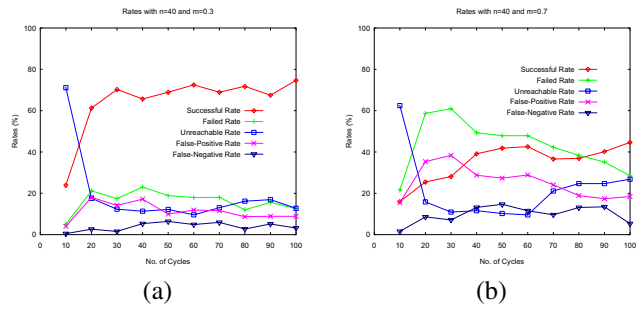 Rates with n=40 and m=0.3
100
80
60
40
20
0
Rates (%)
Successful Rate
Failed Rate
Unreachable Rate
False-Positive Rate
False-Negative Rate
0 10 20 30 40 50 60 70 80 90 100
No. of Cycles
(a)
Rates with n=40 and m=0.7
100
80
60
40
20
0
Rates (%)
Successful Rate
Failed Rate
Unreachable Rate
False-Positive Rate
False-Negative Rate
0 10 20 30 40 50 60 70 80 90 100
No. of Cycles
(b)